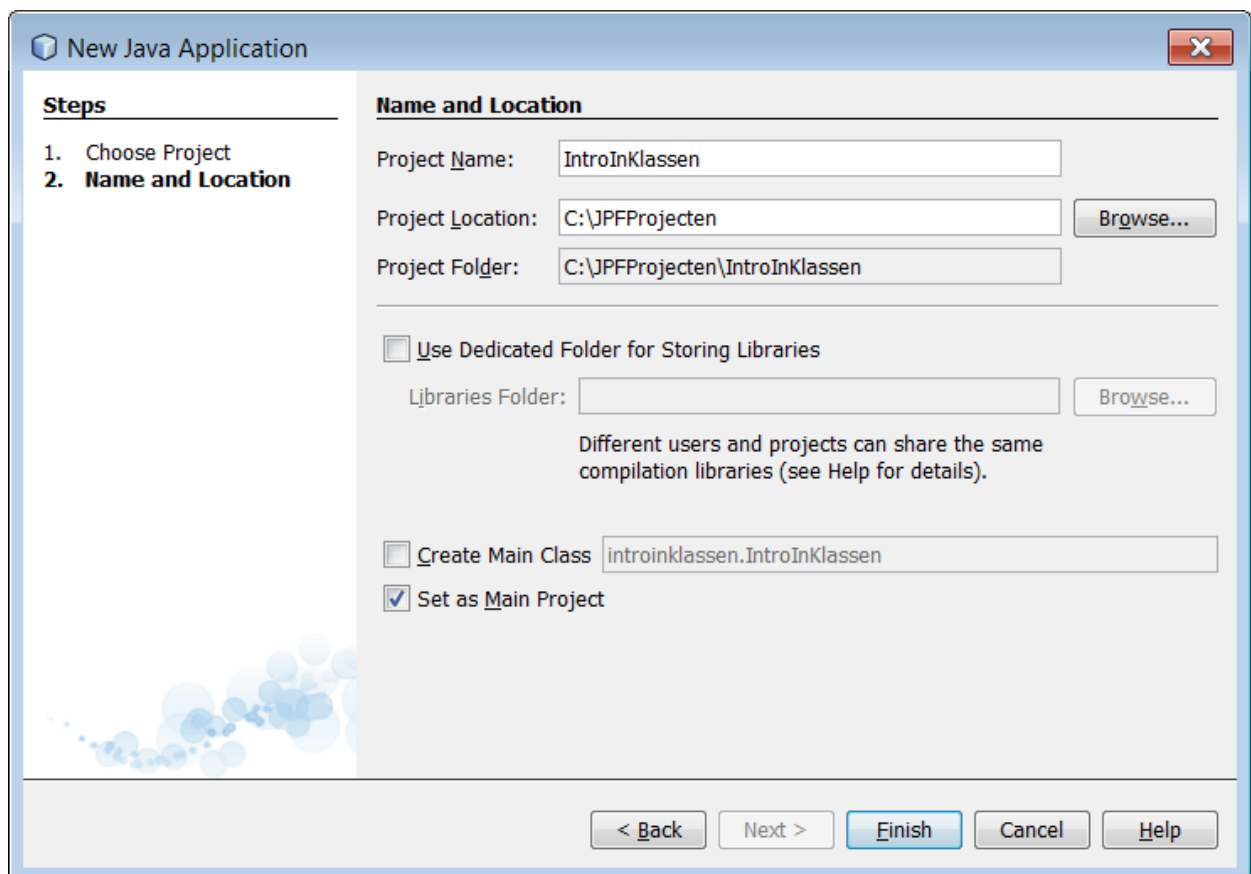 New Java Application
Steps
1. Choose Project
2. Name and Location
Name and Location
Project Name: IntroInKlassen
Project Location: C:\JPFProjecten Browse...
Project Folder: C:\JPFProjecten\IntroInKlassen
Use Dedicated Folder for Storing Libraries
Libraries Folder: Browse...
Different users and projects can share the same
compilation libraries (see Help for details).
Create Main Class introinklassen.IntroInKlassen
Set as Main Project
< Back Next > Finish Cancel Help